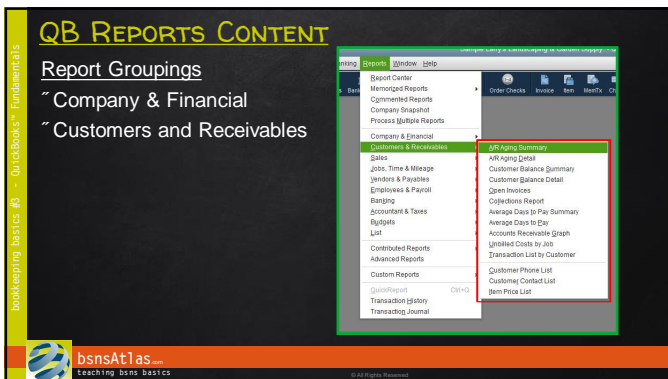 QB Reports Content
Report Groupings
˝ Company & Financial
˝ Customers and Receivables
bookkeeping basics #3 - QuickBooks™ Fundamentals
Sample Larry's Landscaping & Garden Supply
anking Reports Window Help
Order Checks Invoice Item MemTx
Report Center
Memorized Reports
Commented Reports
Company Snapshot
Process Multiple Reports
Company & Financial
Customers & Receivables
Sales
Jobs, Time & Mileage
Vendors & Payables
Employees & Payroll
Banking
Accountant & Taxes
Budgets
List
Contributed Reports
Advanced Reports
Custom Reports
QuickReport Ctrl+Q
Transaction History
Transaction Journal
A/R Aging Summary
A/R Aging Detail
Customer Balance Summary
Customer Balance Detail
Open Invoices
Collections Report
Average Days to Pay Summary
Average Days to Pay
Accounts Receivable Graph
Unbilled Costs by Job
Transaction List by Customer
Customer Phone List
Customer Contact List
Item Price List
bsnsAtlas.com
teaching bsns basics
© All Rights Reserved